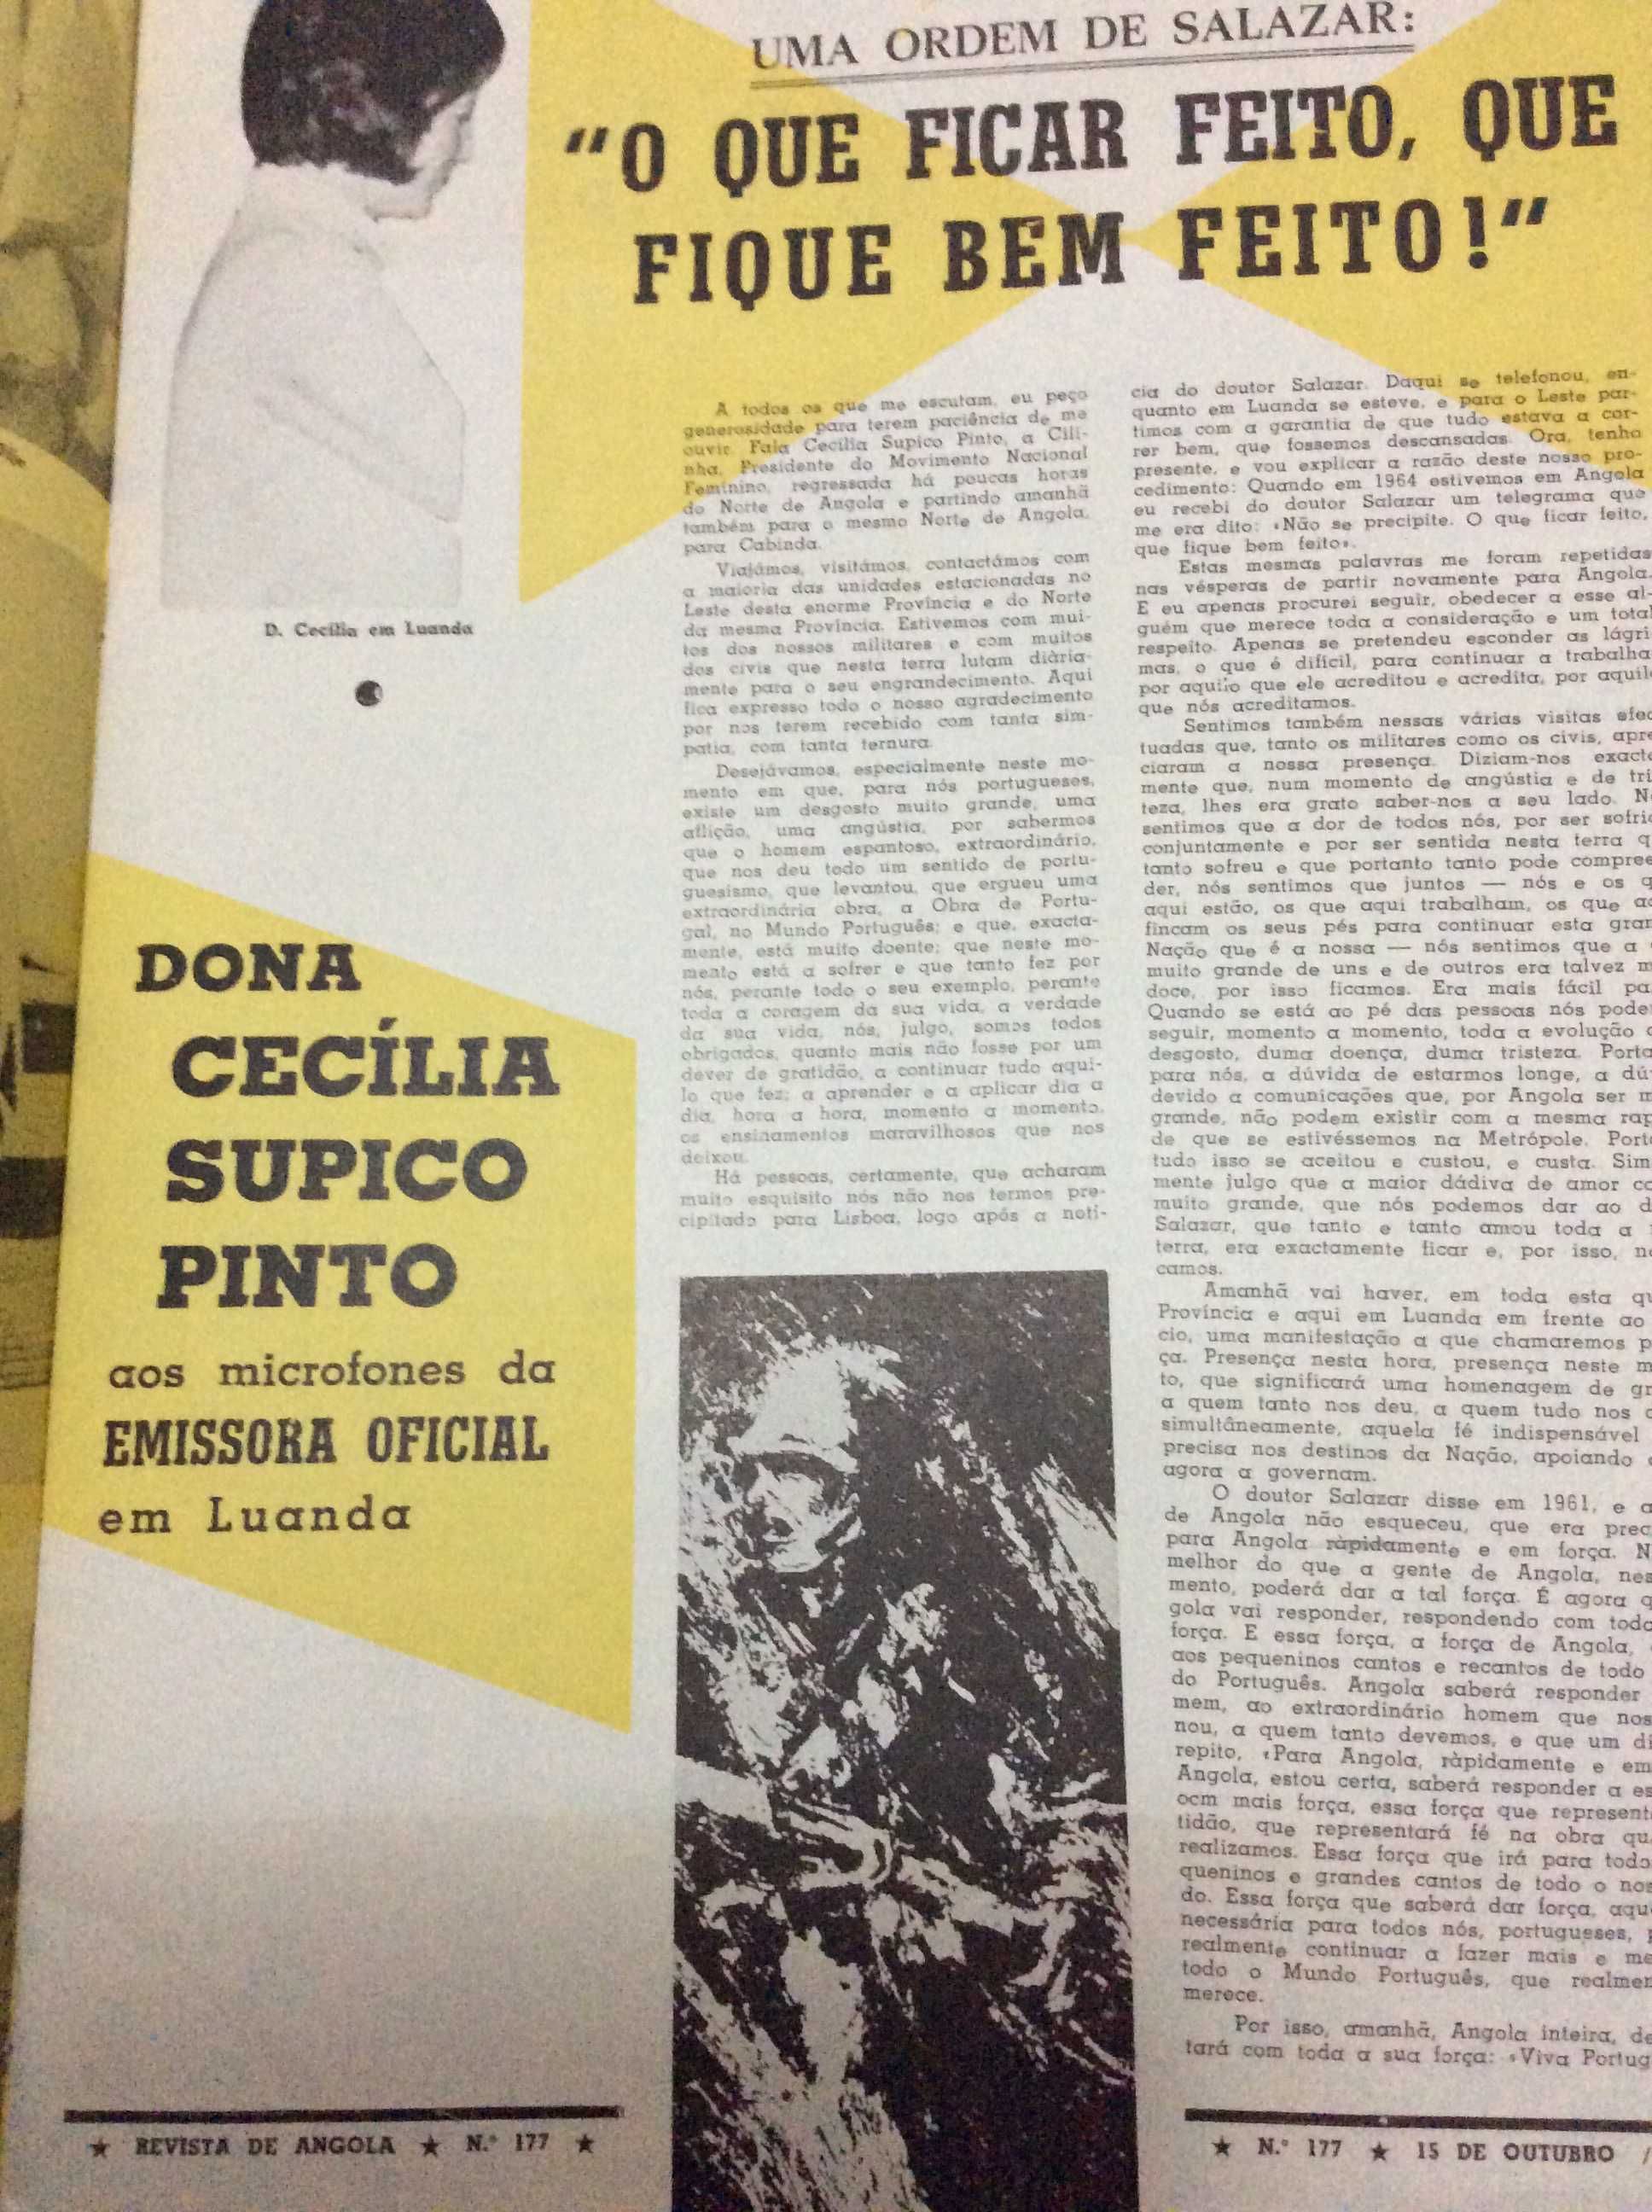 UMA ORDEM DE SALAZAR:
"O QUE FICAR FEITO, QUE
FIQUE BEM FEITO!"
D. Cecília em Luanda
DONA
CECÍLIA
SUPICO
PINTO
aos microfones da
EMISSORA OFICIAL
em Luanda
A todos os que me escutam, eu peço
generosidade para terem paciência de me
ouvir. Fala Cecília Supico Pinto, a Cili-
nha, Presidente do Movimento Nacional
Feminino, regressada há poucas horas
do Norte de Angola e partindo amanhã
também para o mesmo Norte de Angola,
para Cabinda.
Viajámos, visitámos, contactámos com
a maioria das unidades estacionadas no
Leste desta enorme Província e do Norte
da mesma Província. Estivemos com mui-
tos dos nossos militares e com muitos
dos civis que nesta terra lutam diària-
mente para o seu engrandecimento. Aqui
fica expresso todo o nosso agradecimento
por nos terem recebido com tanta sim-
patia, com tanta ternura.
Desejávamos, especialmente neste mo-
mento em que, para nós portugueses,
existe um desgosto muito grande, uma
aflição, uma angústia, por sabermos
que o homem espantoso, extraordinário,
que nos deu todo um sentido de portu-
guesismo, que levantou, que ergueu uma
extraordinária obra, a Obra de Portu-
gal, no Mundo Português; e que, exacta-
mente, está muito doente; que neste mo-
mento está a sofrer e que tanto fez por
nós, perante todo o seu exemplo, perante
toda a coragem da sua vida, a verdade
da sua vida, nós, julgo, somos todos
obrigados, quanto mais não fosse por um
dever de gratidão, a continuar tudo aqui-
lo que fez; a aprender e a aplicar dia a
dia, hora a hora, momento a momento,
os ensinamentos maravilhosos que nos
deixou.
Há pessoas, certamente, que acharam
muito esquisito nós não nos termos pre-
cipitado para Lisboa, logo após a notí-
cia do doutor Salazar. Daqui se telefonou, en-
quanto em Luanda se esteve, e para o Leste par-
timos com a garantia de que tudo estava a cor-
rer bem, que fossemos descansadas. Ora, tenho
presente, e vou explicar a razão deste nosso pro-
cedimento: Quando em 1964 estivemos em Angola
eu recebi do doutor Salazar um telegrama que
me era dito: «Não se precipite. O que ficar feito,
que fique bem feito».
Estas mesmas palavras me foram repetidas
nas vésperas de partir novamente para Angola.
E eu apenas procurei seguir, obedecer a esse al-
guém que merece toda a consideração e um total
respeito. Apenas se pretendeu esconder as lágri-
mas, o que é difícil, para continuar a trabalha
por aquilo que ele acreditou e acredita, por aquil
que nós acreditamos.
Sentimos também nessas várias visitas efec
tuadas que, tanto os militares como os civis, apre
ciaram a nossa presença. Diziam-nos exacte
mente que, num momento de angústia e de tri
teza, lhes era grato saber-nos a seu lado. N
sentimos que a dor de todos nós, por ser sofrid
conjuntamente e por ser sentida nesta terra q
tanto sofreu e que portanto tanto pode compree
der, nós sentimos que juntos — nós e os q
aqui estão, os que aqui trabalham, os que a
fincam os seus pés para continuar esta gran
Nação que é a nossa — nós sentimos que a
muito grande de uns e de outros era talvez m
doce, por isso ficamos. Era mais fácil pa
Quando se está ao pé das pessoas nós pode
seguir, momento a momento, toda a evolução
desgosto, duma doença, duma tristeza. Porta
para nós, a dúvida de estarmos longe, a dú
devido a comunicações que, por Angola ser m
grande, não podem existir com a mesma rap
de que se estivéssemos na Metrópole. Port
tudo isso se aceitou e custou, e custa. Sim
mente julgo que a maior dádiva de amor co
muito grande, que nós podemos dar ao d
Salazar, que tanto e tanto amou toda a
terra, era exactamente ficar e, por isso, n
camos.
Amanhã vai haver, em toda esta qu
Província e aqui em Luanda em frente ao
cio, uma manifestação a que chamaremos p
ça. Presença nesta hora, presença neste m
to, que significará uma homenagem de gr
a quem tanto nos deu, a quem tudo nos
simultâneamente, aquela fé indispensável
precisa nos destinos da Nação, apoiando
agora a governam.
O doutor Salazar disse em 1961, e a
de Angola não esqueceu, que era prec
para Angola ràpidamente e em força. N
melhor do que a gente de Angola, nes
mento, poderá dar a tal força. É agora q
gola vai responder, respondendo com toda
força. E essa força, a força de Angola,
aos pequeninos cantos e recantos de todo
do Português. Angola saberá responder
mem, ao extraordinário homem que nos
nou, a quem tanto devemos, e que um di
repito, «Para Angola, ràpidamente e em
Angola, estou certa, saberá responder a es
ocm mais força, essa força que represent
tidão, que representará fé na obra qu
realizamos. Essa força que irá para todo
queninos e grandes cantos de todo o nos
do. Essa força que saberá dar força, aqu
necessária para todos nós, portugueses, p
realmente continuar a fazer mais e me
todo o Mundo Português, que realmen
merece.
Por isso, amanhã, Angola inteira, de
tará com toda a sua força: «Viva Portug
★ REVISTA DE ANGOLA ★ N.º 177 ★
★ N.º 177 ★ 15 DE OUTUBRO